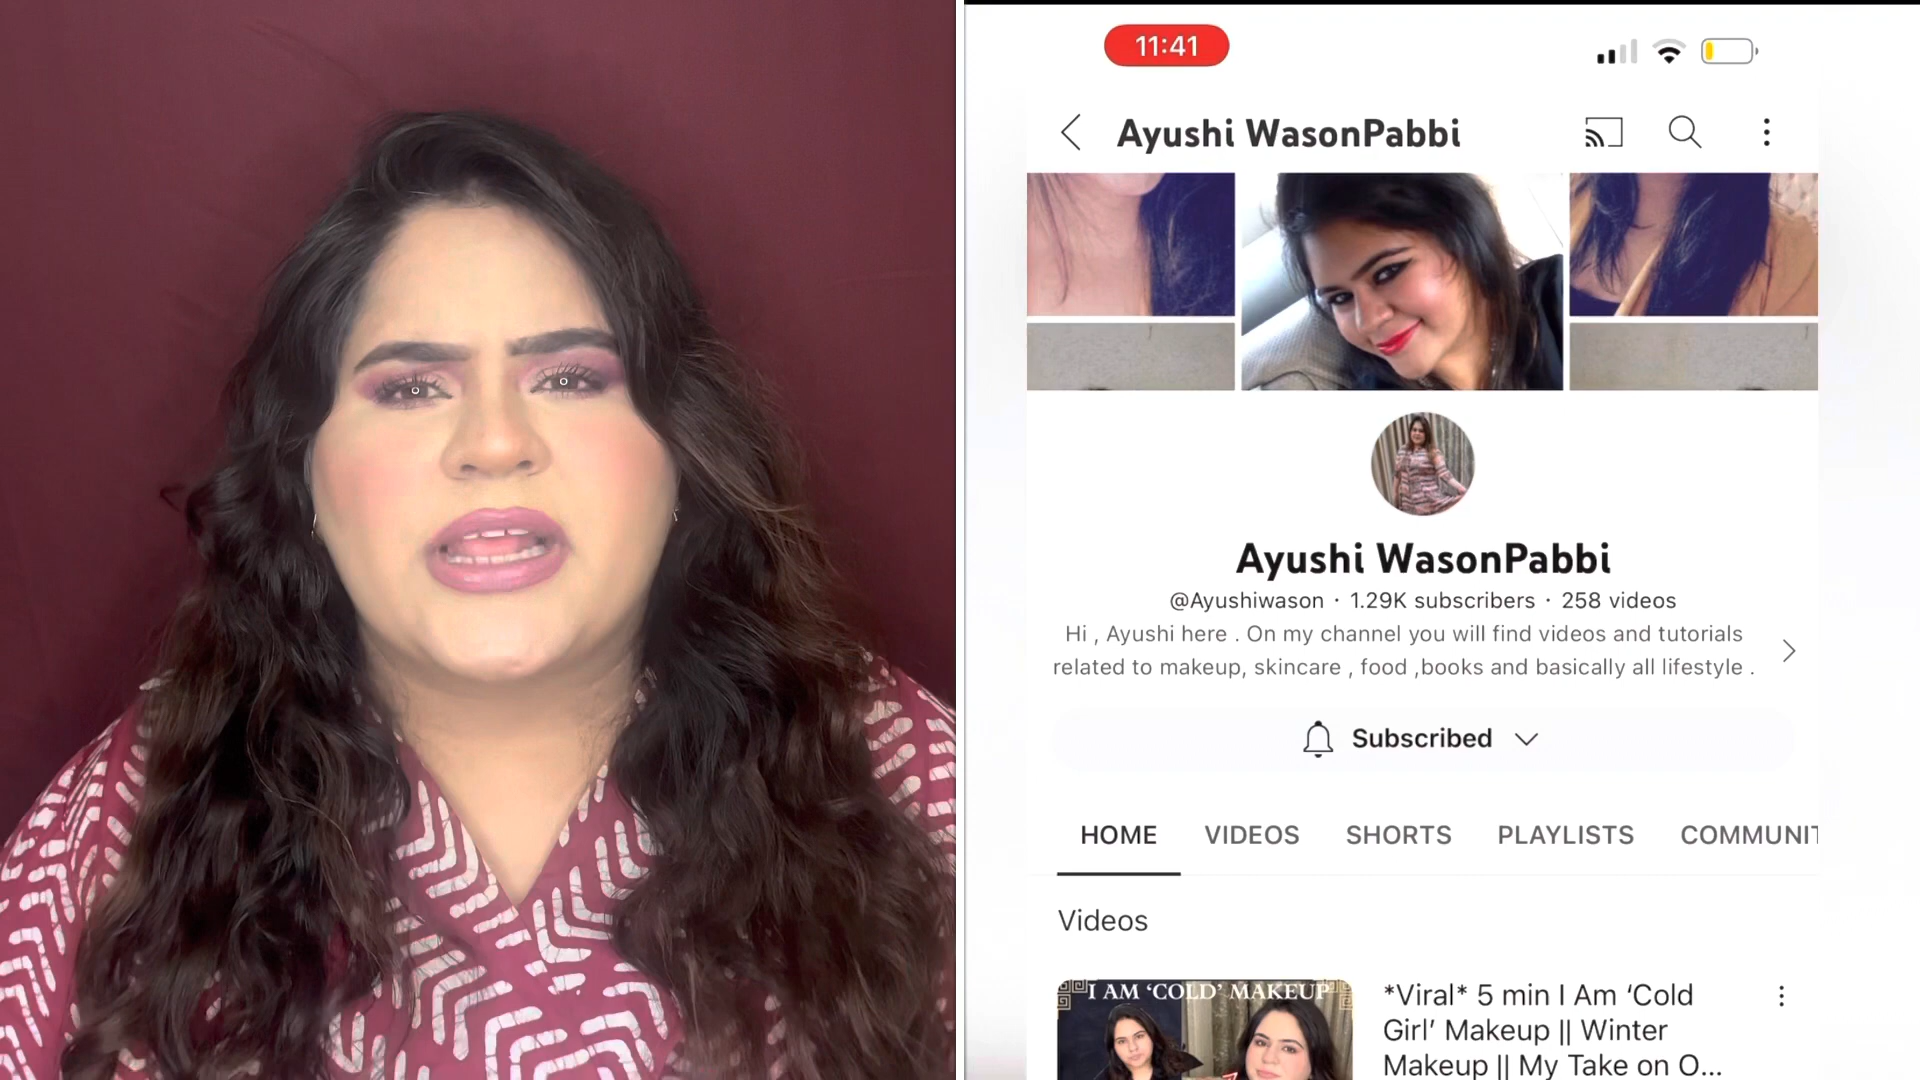 11:41
Ayushi WasonPabbi
Ayushi WasonPabbi
@Ayushiwason · 1.29K subscribers · 258 videos
Hi , Ayushi here . On my channel you will find videos and tutorials
related to makeup, skincare , food ,books and basically all lifestyle .
Subscribed
HOME VIDEOS SHORTS PLAYLISTS COMMUNIT
Videos
I AM ‘COLD’ MAKEUP
*Viral* 5 min I Am ‘Cold
Girl’ Makeup || Winter
Makeup || My Take on O...